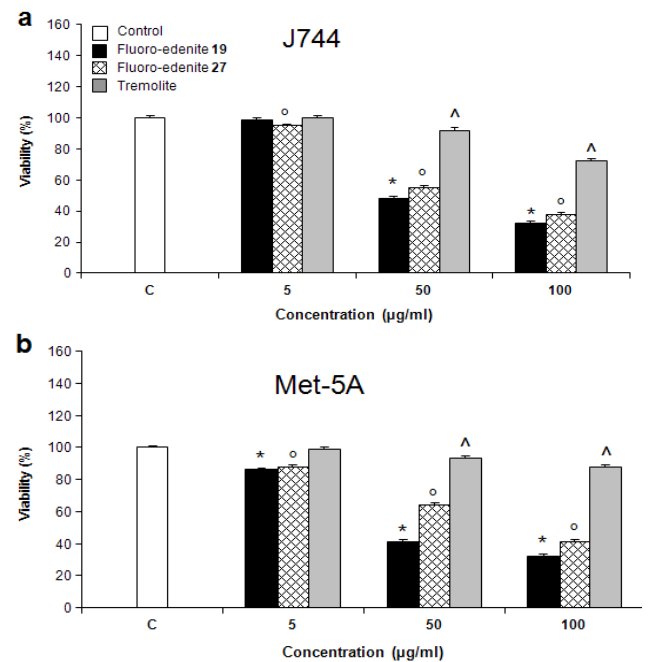 a
J744
Control
Fluoro-edenite 19
Fluoro-edenite 27
Tremolite
Viability (%)
160
140
120
100
80
60
40
20
0
° ^ ^
* ° * °
C 5 50 100
Concentration (µg/ml)
b
Met-5A
Viability (%)
160
140
120
100
80
60
40
20
0
* ° ^ ^
* ° * °
C 5 50 100
Concentration (µg/ml)